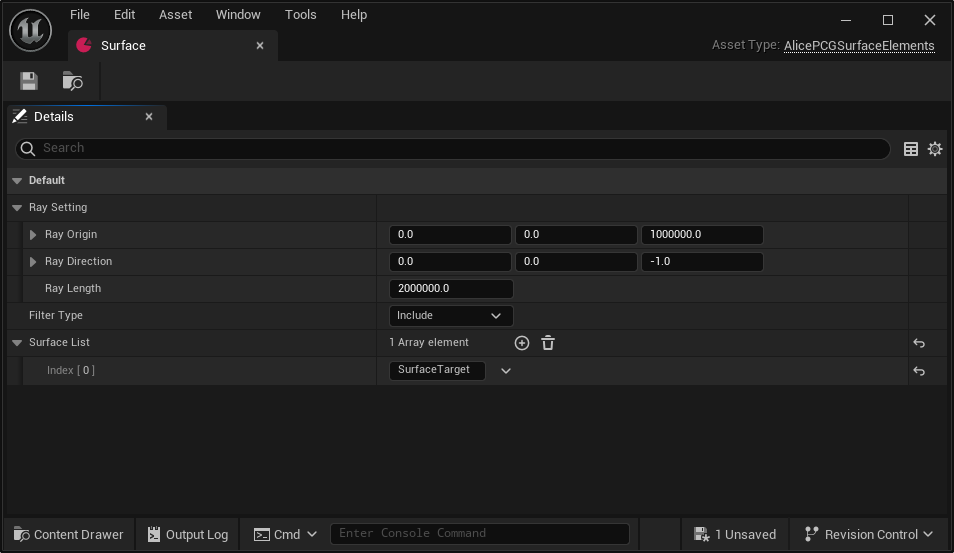 File Edit Asset Window Tools Help
Surface
Asset Type: AlicePCGSurfaceElements
Details
Search
Default
Ray Setting
Ray Origin 0.0 0.0 1000000.0
Ray Direction 0.0 0.0 -1.0
Ray Length 2000000.0
Filter Type Include
Surface List 1 Array element
Index [ 0 ] SurfaceTarget
Content Drawer Output Log Cmd Enter Console Command 1 Unsaved Revision Control